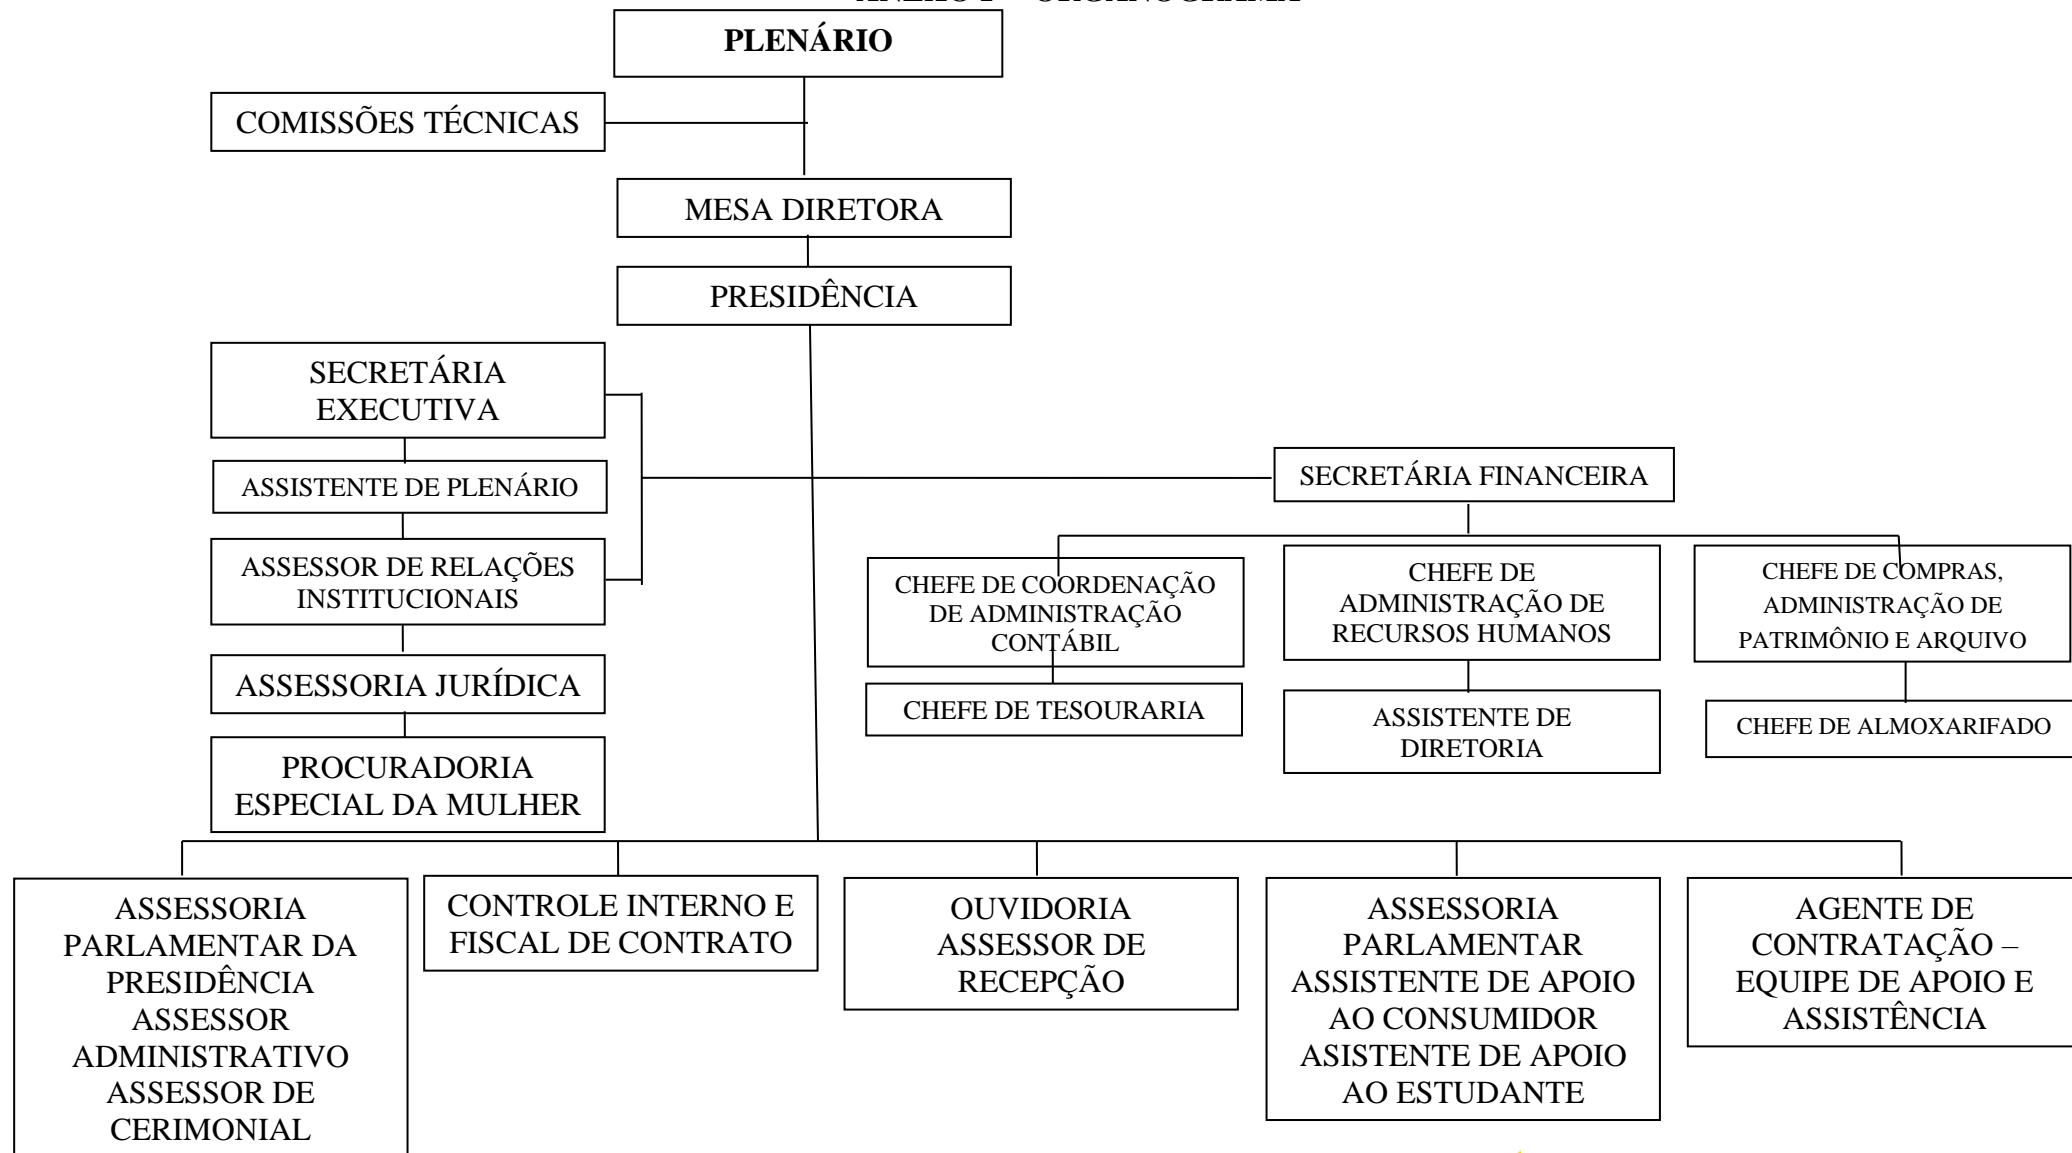 PLENÁRIO
COMISSÕES TÉCNICAS
MESA DIRETORA
PRESIDÊNCIA
SECRETÁRIA
EXECUTIVA
ASSISTENTE DE PLENÁRIO
ASSESSOR DE RELAÇÕES
INSTITUCIONAIS
ASSESSORIA JURÍDICA
PROCURADORIA
ESPECIAL DA MULHER
SECRETÁRIA FINANCEIRA
CHEFE DE COORDENAÇÃO
DE ADMINISTRAÇÃO
CONTÁBIL
CHEFE DE TESOURARIA
CHEFE DE
ADMINISTRAÇÃO DE
RECURSOS HUMANOS
ASSISTENTE DE
DIRETORIA
CHEFE DE COMPRAS,
ADMINISTRAÇÃO DE
PATRIMÔNIO E ARQUIVO
CHEFE DE ALMOXARIFADO
ASSESSORIA
PARLAMENTAR DA
PRESIDÊNCIA
ASSESSOR
ADMINISTRATIVO
ASSESSOR DE
CERIMONIAL
CONTROLE INTERNO E
FISCAL DE CONTRATO
OUVIDORIA
ASSESSOR DE
RECEPÇÃO
ASSESSORIA
PARLAMENTAR
ASSISTENTE DE APOIO
AO CONSUMIDOR
ASISTENTE DE APOIO
AO ESTUDANTE
AGENTE DE
CONTRATAÇÃO –
EQUIPE DE APOIO E
ASSISTÊNCIA